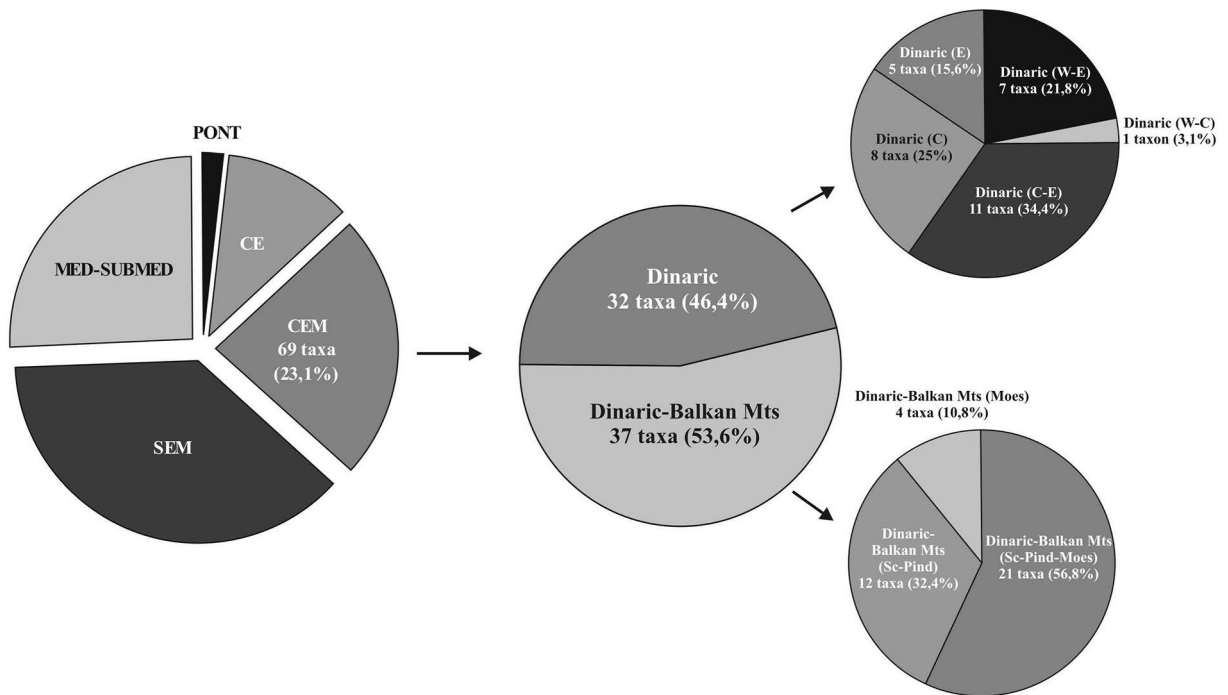 PONT
CE
MED-SUBMED
CEM
69 taxa
(23,1%)
SEM
Dinaric
32 taxa (46,4%)
Dinaric-Balkan Mts
37 taxa (53,6%)
Dinaric (E)
5 taxa (15,6%)
Dinaric (W-E)
7 taxa (21,8%)
Dinaric (W-C)
1 taxon (3,1%)
Dinaric (C)
8 taxa (25%)
Dinaric (C-E)
11 taxa (34,4%)
Dinaric-Balkan Mts (Moes)
4 taxa (10,8%)
Dinaric-
Balkan Mts
(Sc-Pind)
12 taxa (32,4%)
Dinaric-Balkan Mts
(Sc-Pind-Moes)
21 taxa (56,8%)